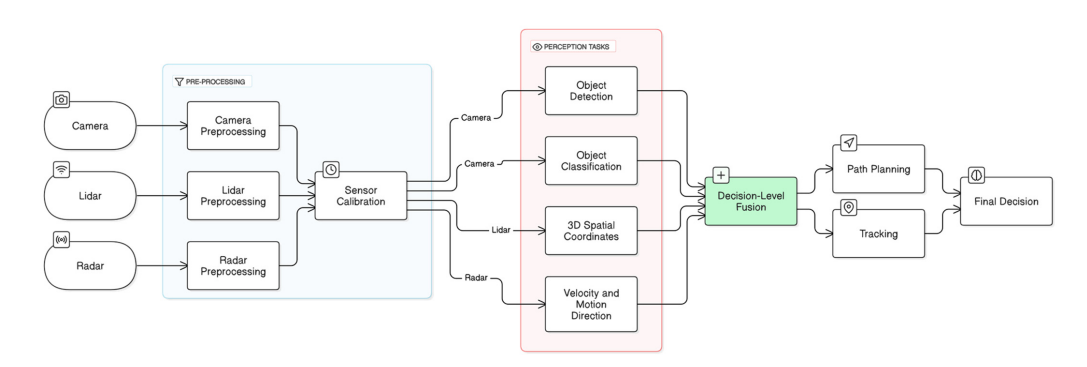 PRE-PROCESSING
Camera
Lidar
Radar
Camera
Preprocessing
Lidar
Preprocessing
Radar
Preprocessing
Sensor
Calibration
Camera
Camera
Lidar
Radar
PERCEPTION TASKS
Object
Detection
Object
Classification
3D Spatial
Coordinates
Velocity and
Motion
Direction
Decision-Level
Fusion
Path Planning
Tracking
Final Decision